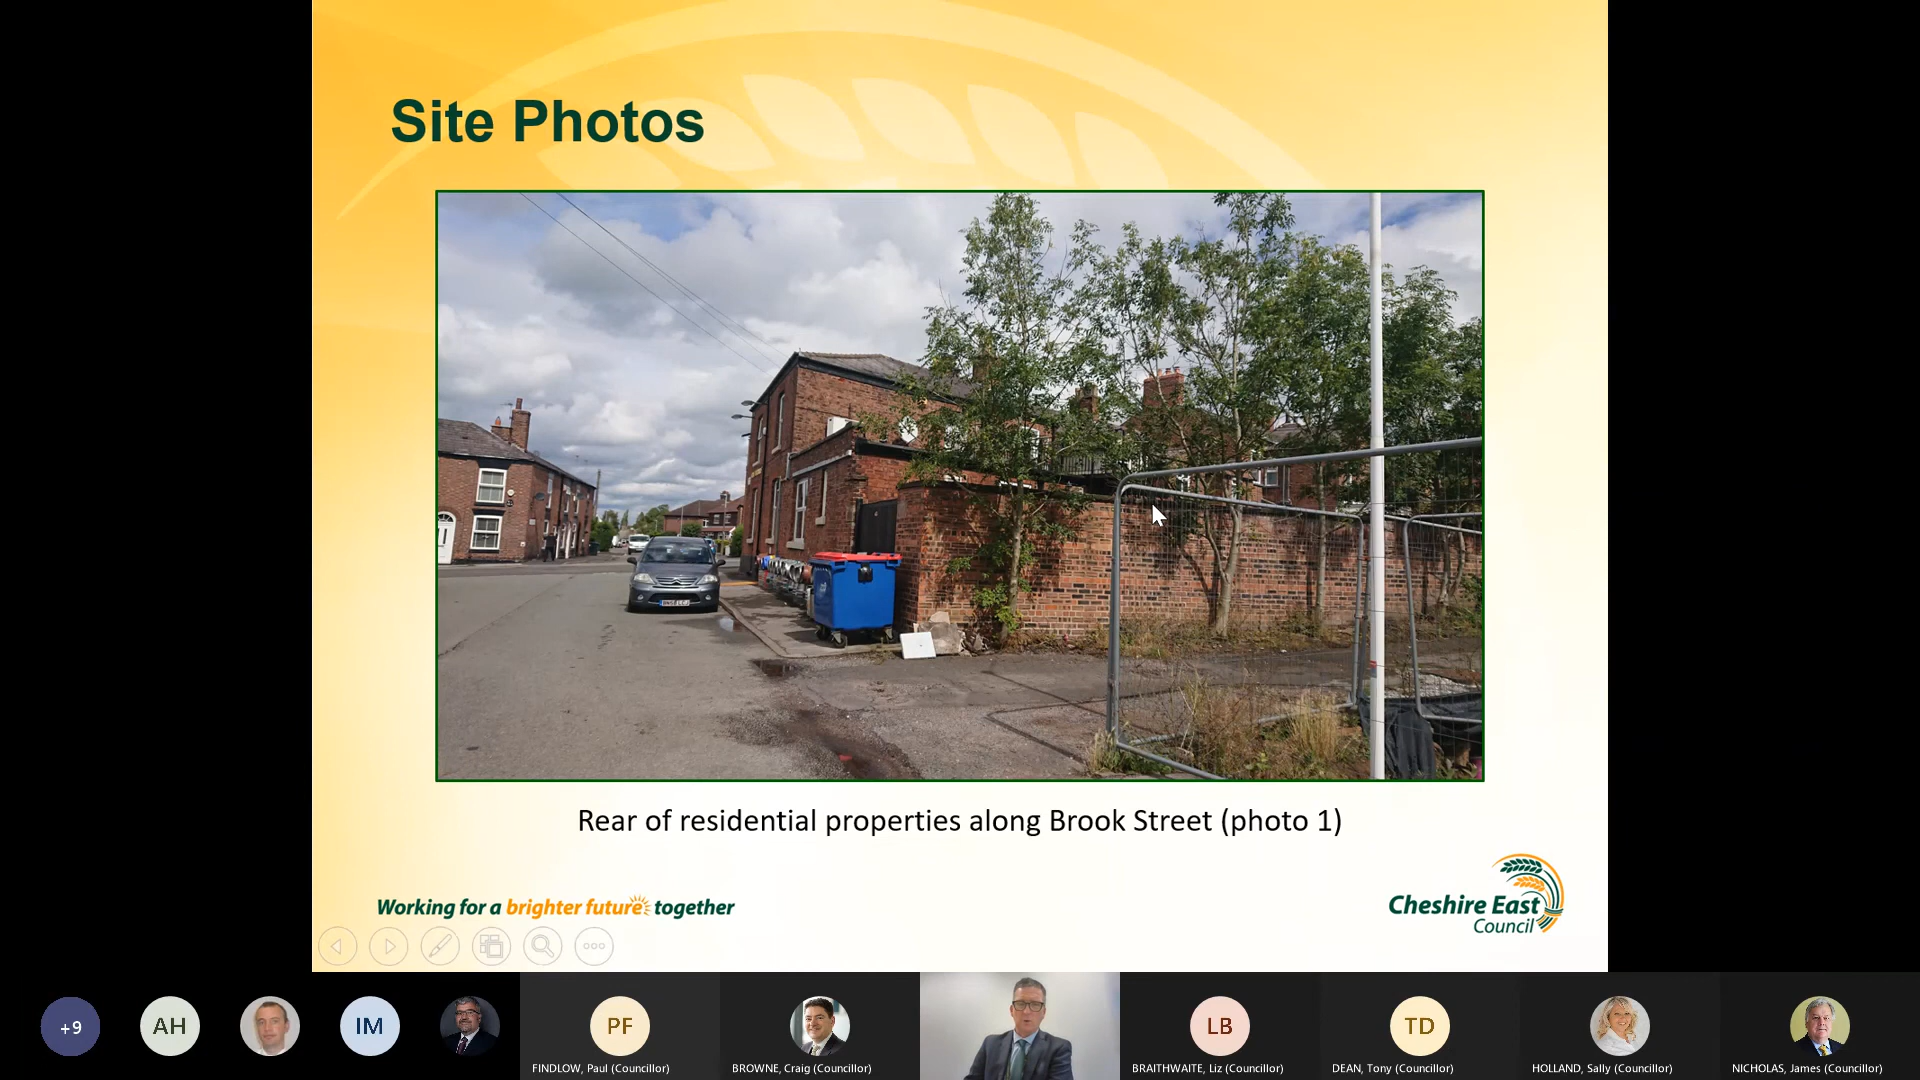 Site Photos
Rear of residential properties along Brook Street (photo 1)
Working for a brighter future together
Cheshire East
Council
+9
AH
IM
PF
LB
TD
FINDLOW, Paul (Councillor)
BROWNE, Craig (Councillor)
BRAITHWAITE, Liz (Councillor)
DEAN, Tony (Councillor)
HOLLAND, Sally (Councillor)
NICHOLAS, James (Councillor)